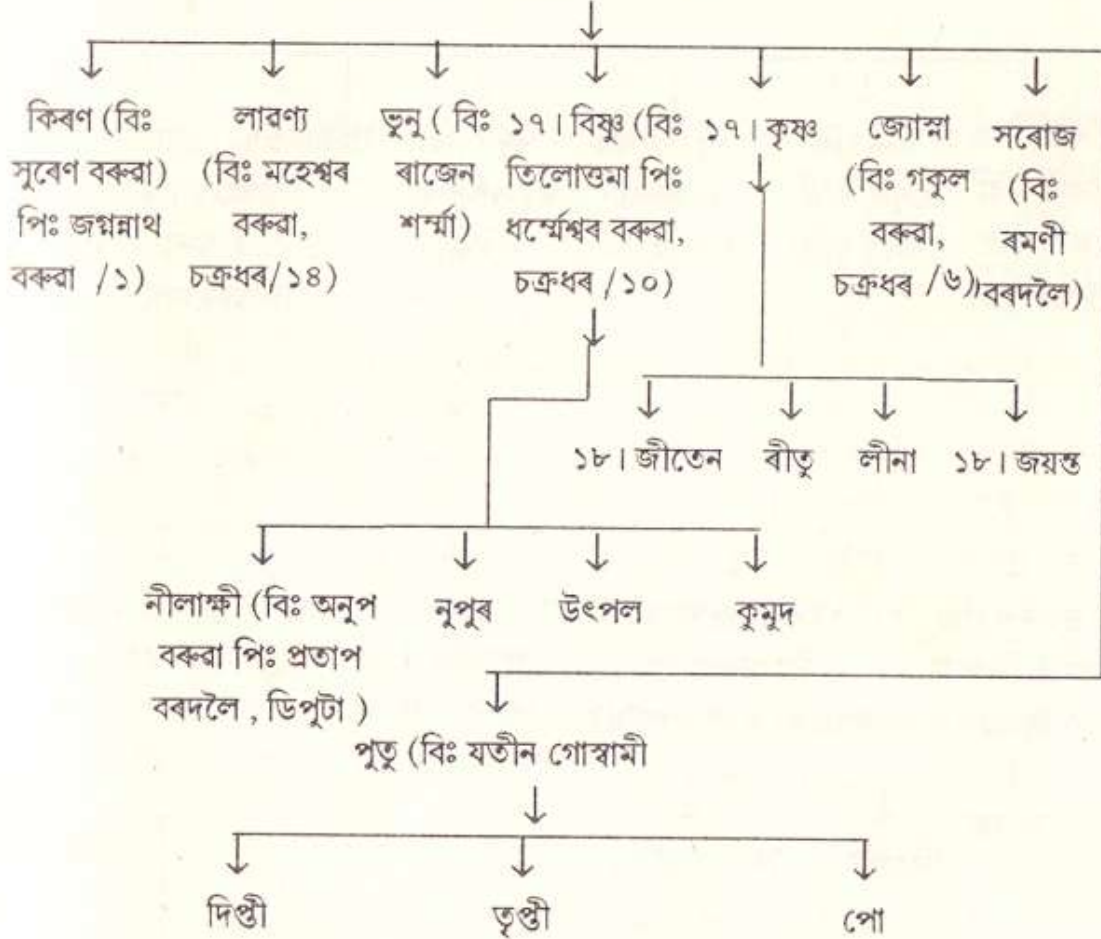 কিৰণ (বিঃ
সুৰেণ বৰুৱা)
পিঃ জগন্নাথ
বৰুৱা /১)
লাৱণ্য
(বিঃ মহেশ্বৰ
বৰুৱা,
চক্ৰধৰ/১৪)
ভুনু ( বিঃ
ৰাজেন
শৰ্ম্মা)
১৭। বিষ্ণু (বিঃ
তিলোত্তমা পিঃ
ধৰ্ম্মেশ্বৰ বৰুৱা,
চক্ৰধৰ /১০)
১৭। কৃষ্ণ
জ্যোস্না
(বিঃ গকুল
বৰুৱা,
চক্ৰধৰ /৬)
সৰোজ
(বিঃ
ৰমণী
বৰদলৈ)
১৮। জীতেন
ৰীতু
লীনা
১৮। জয়ন্ত
নীলাক্ষী (বিঃ অনুপ
বৰুৱা পিঃ প্ৰতাপ
বৰদলৈ , ডিপুটা )
নুপুৰ
উৎপল
কুমুদ
পুতু (বিঃ যতীন গোস্বামী
দিপ্তী
তৃপ্তী
পো